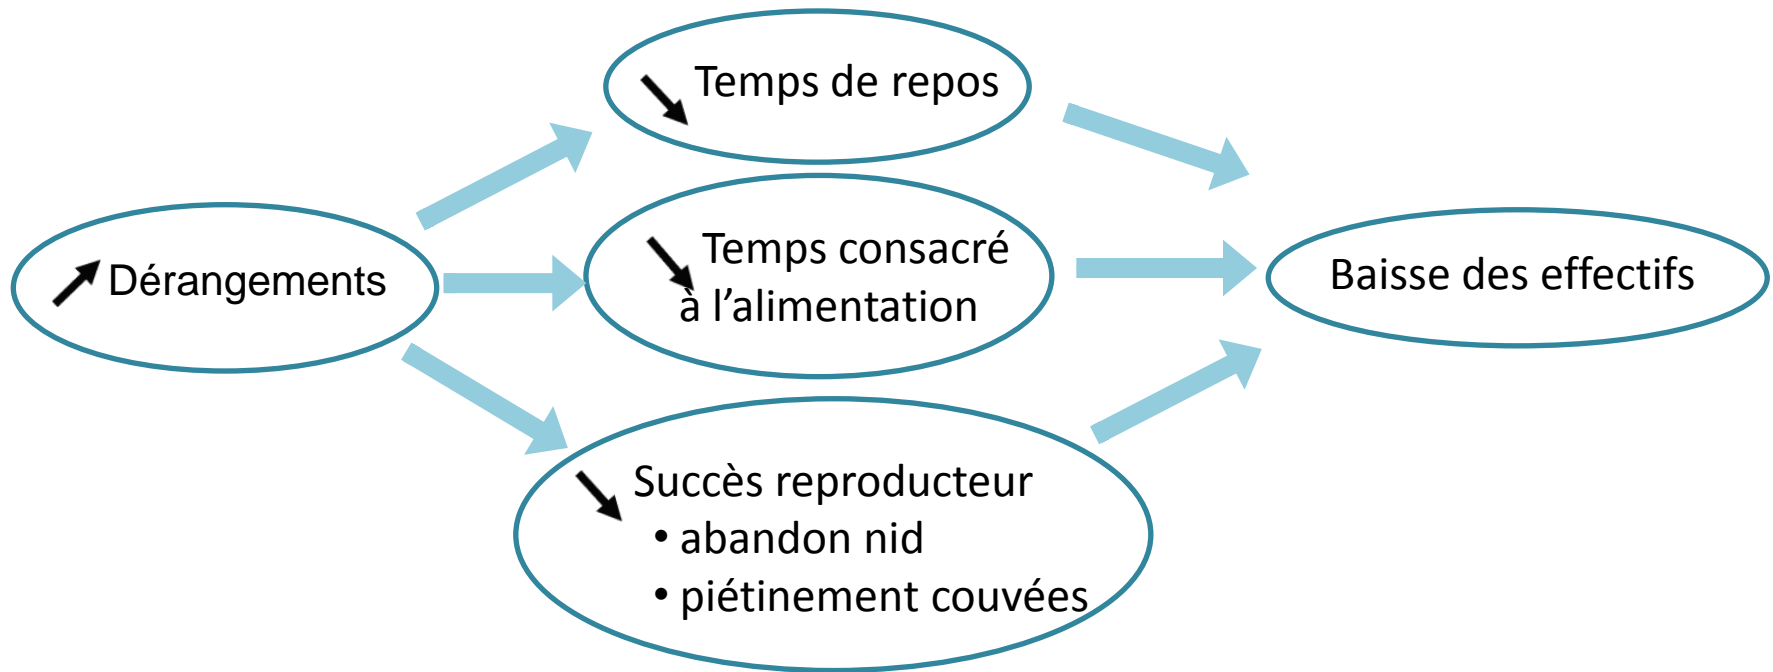 Temps de repos
Dérangements
Temps consacré
à l’alimentation
Baisse des effectifs
Succès reproducteur
• abandon nid
• piétinement couvées